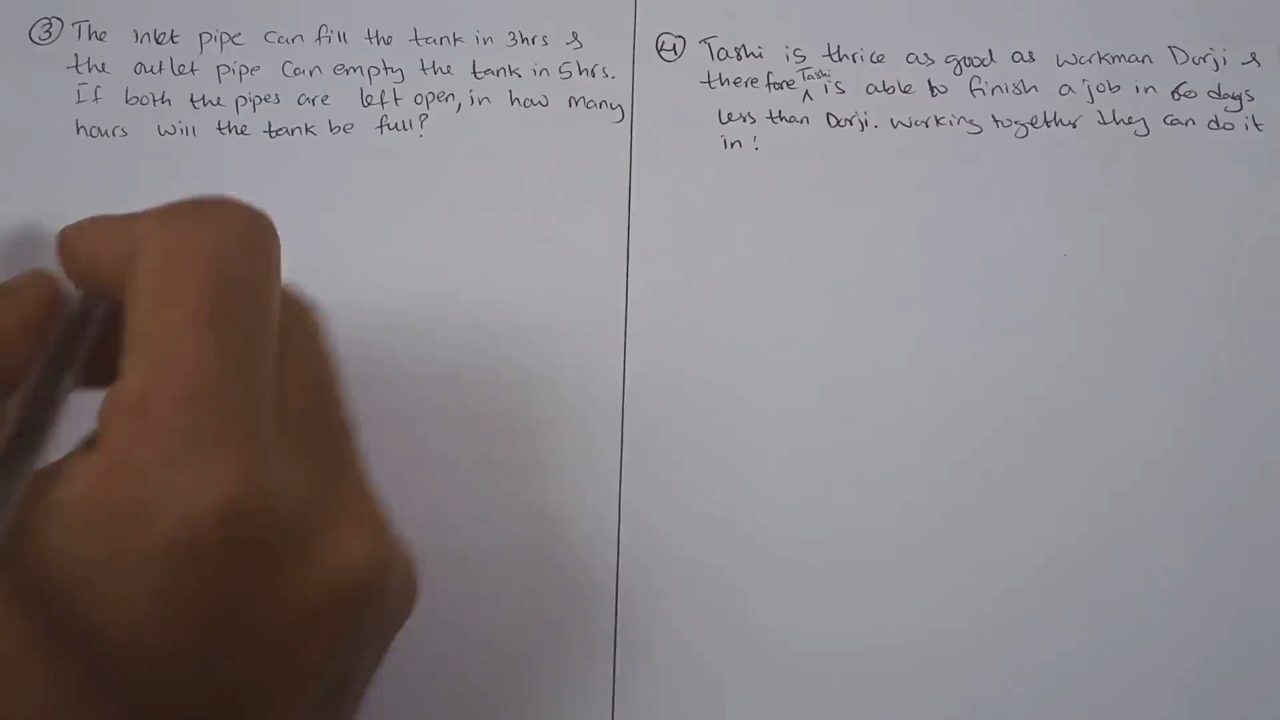 ③ The inlet pipe can fill the tank in 3hrs &
the outlet pipe can empty the tank in 5hrs.
If both the pipes are left open, in how many
hours will the tank be full?
④ Tashi is thrice as good as workman Dorji &
therefore Tashi is able to finish a job in 60 days
less than Dorji. Working together they can do it
in: